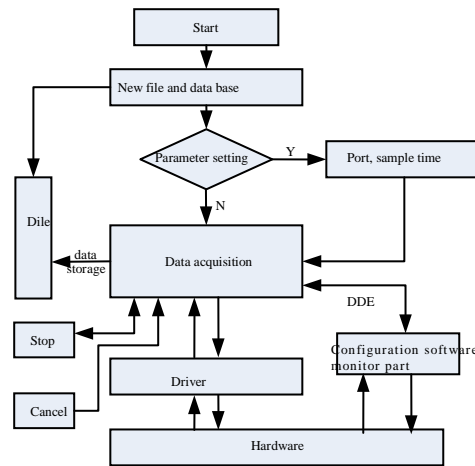 Start
New file and data base
Parameter setting
Y
Port, sample time
N
Dile
data
storage
Data acquisition
DDE
Stop
Configuration software
monitor part
Driver
Cancel
Hardware